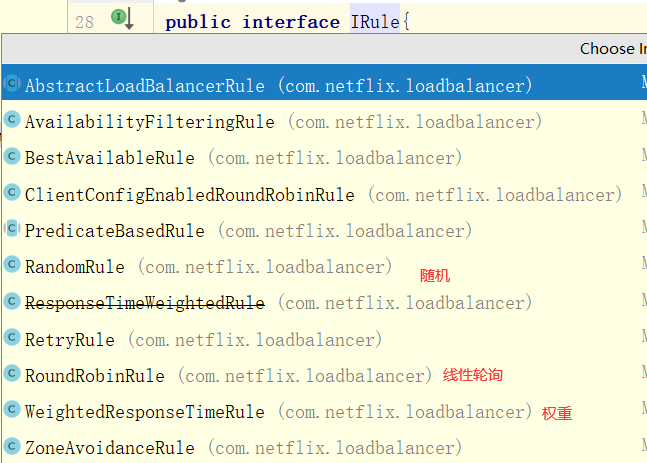 28 public interface IRule{
Choose In
AbstractLoadBalancerRule (com.netflix.loadbalancer)
AvailabilityFilteringRule (com.netflix.loadbalancer)
BestAvailableRule (com.netflix.loadbalancer)
ClientConfigEnabledRoundRobinRule (com.netflix.loadbalancer)
PredicateBasedRule (com.netflix.loadbalancer)
RandomRule (com.netflix.loadbalancer) 随机
ResponseTimeWeightedRule (com.netflix.loadbalancer)
RetryRule (com.netflix.loadbalancer)
RoundRobinRule (com.netflix.loadbalancer) 线性轮询
WeightedResponseTimeRule (com.netflix.loadbalancer) 权重
ZoneAvoidanceRule (com.netflix.loadbalancer)